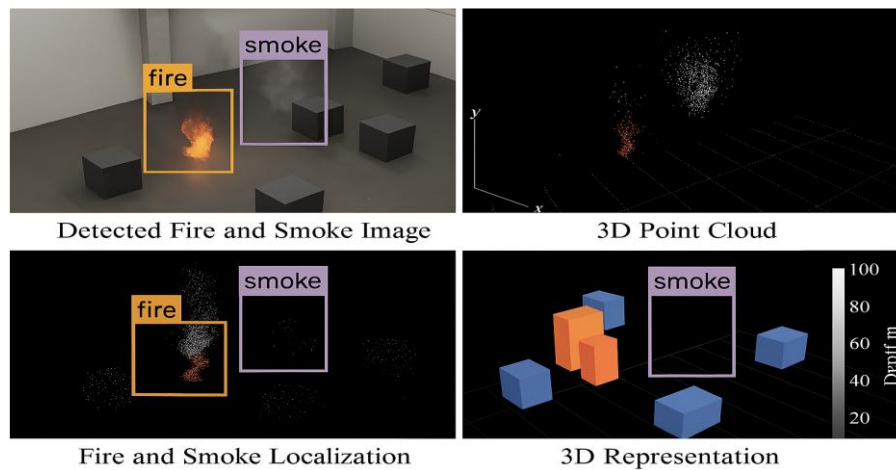 fire
smoke
Detected Fire and Smoke Image
y
x
3D Point Cloud
fire
smoke
Fire and Smoke Localization
smoke
100
80
60
40
20
3D Representation